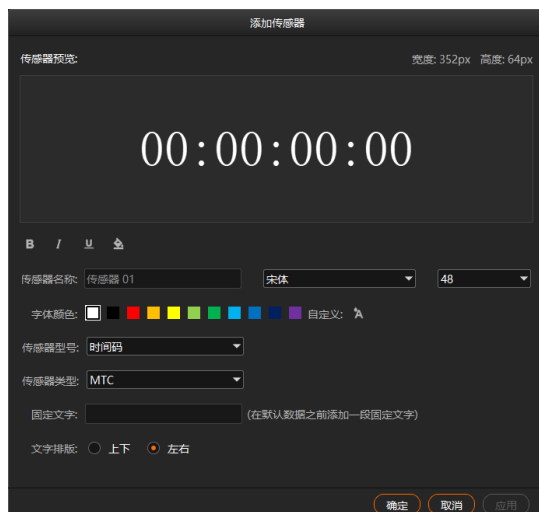 添加传感器
传感器预览: 宽度: 352px 高度: 64px
00:00:00:00
B I U
传感器名称: 传感器 01 宋体 48
字体颜色: 自定义: A
传感器型号: 时间码
传感器类型: MTC
固定文字: (在默认数据之前添加一段固定文字)
文字排版: 上下 左右
确定 取消 应用